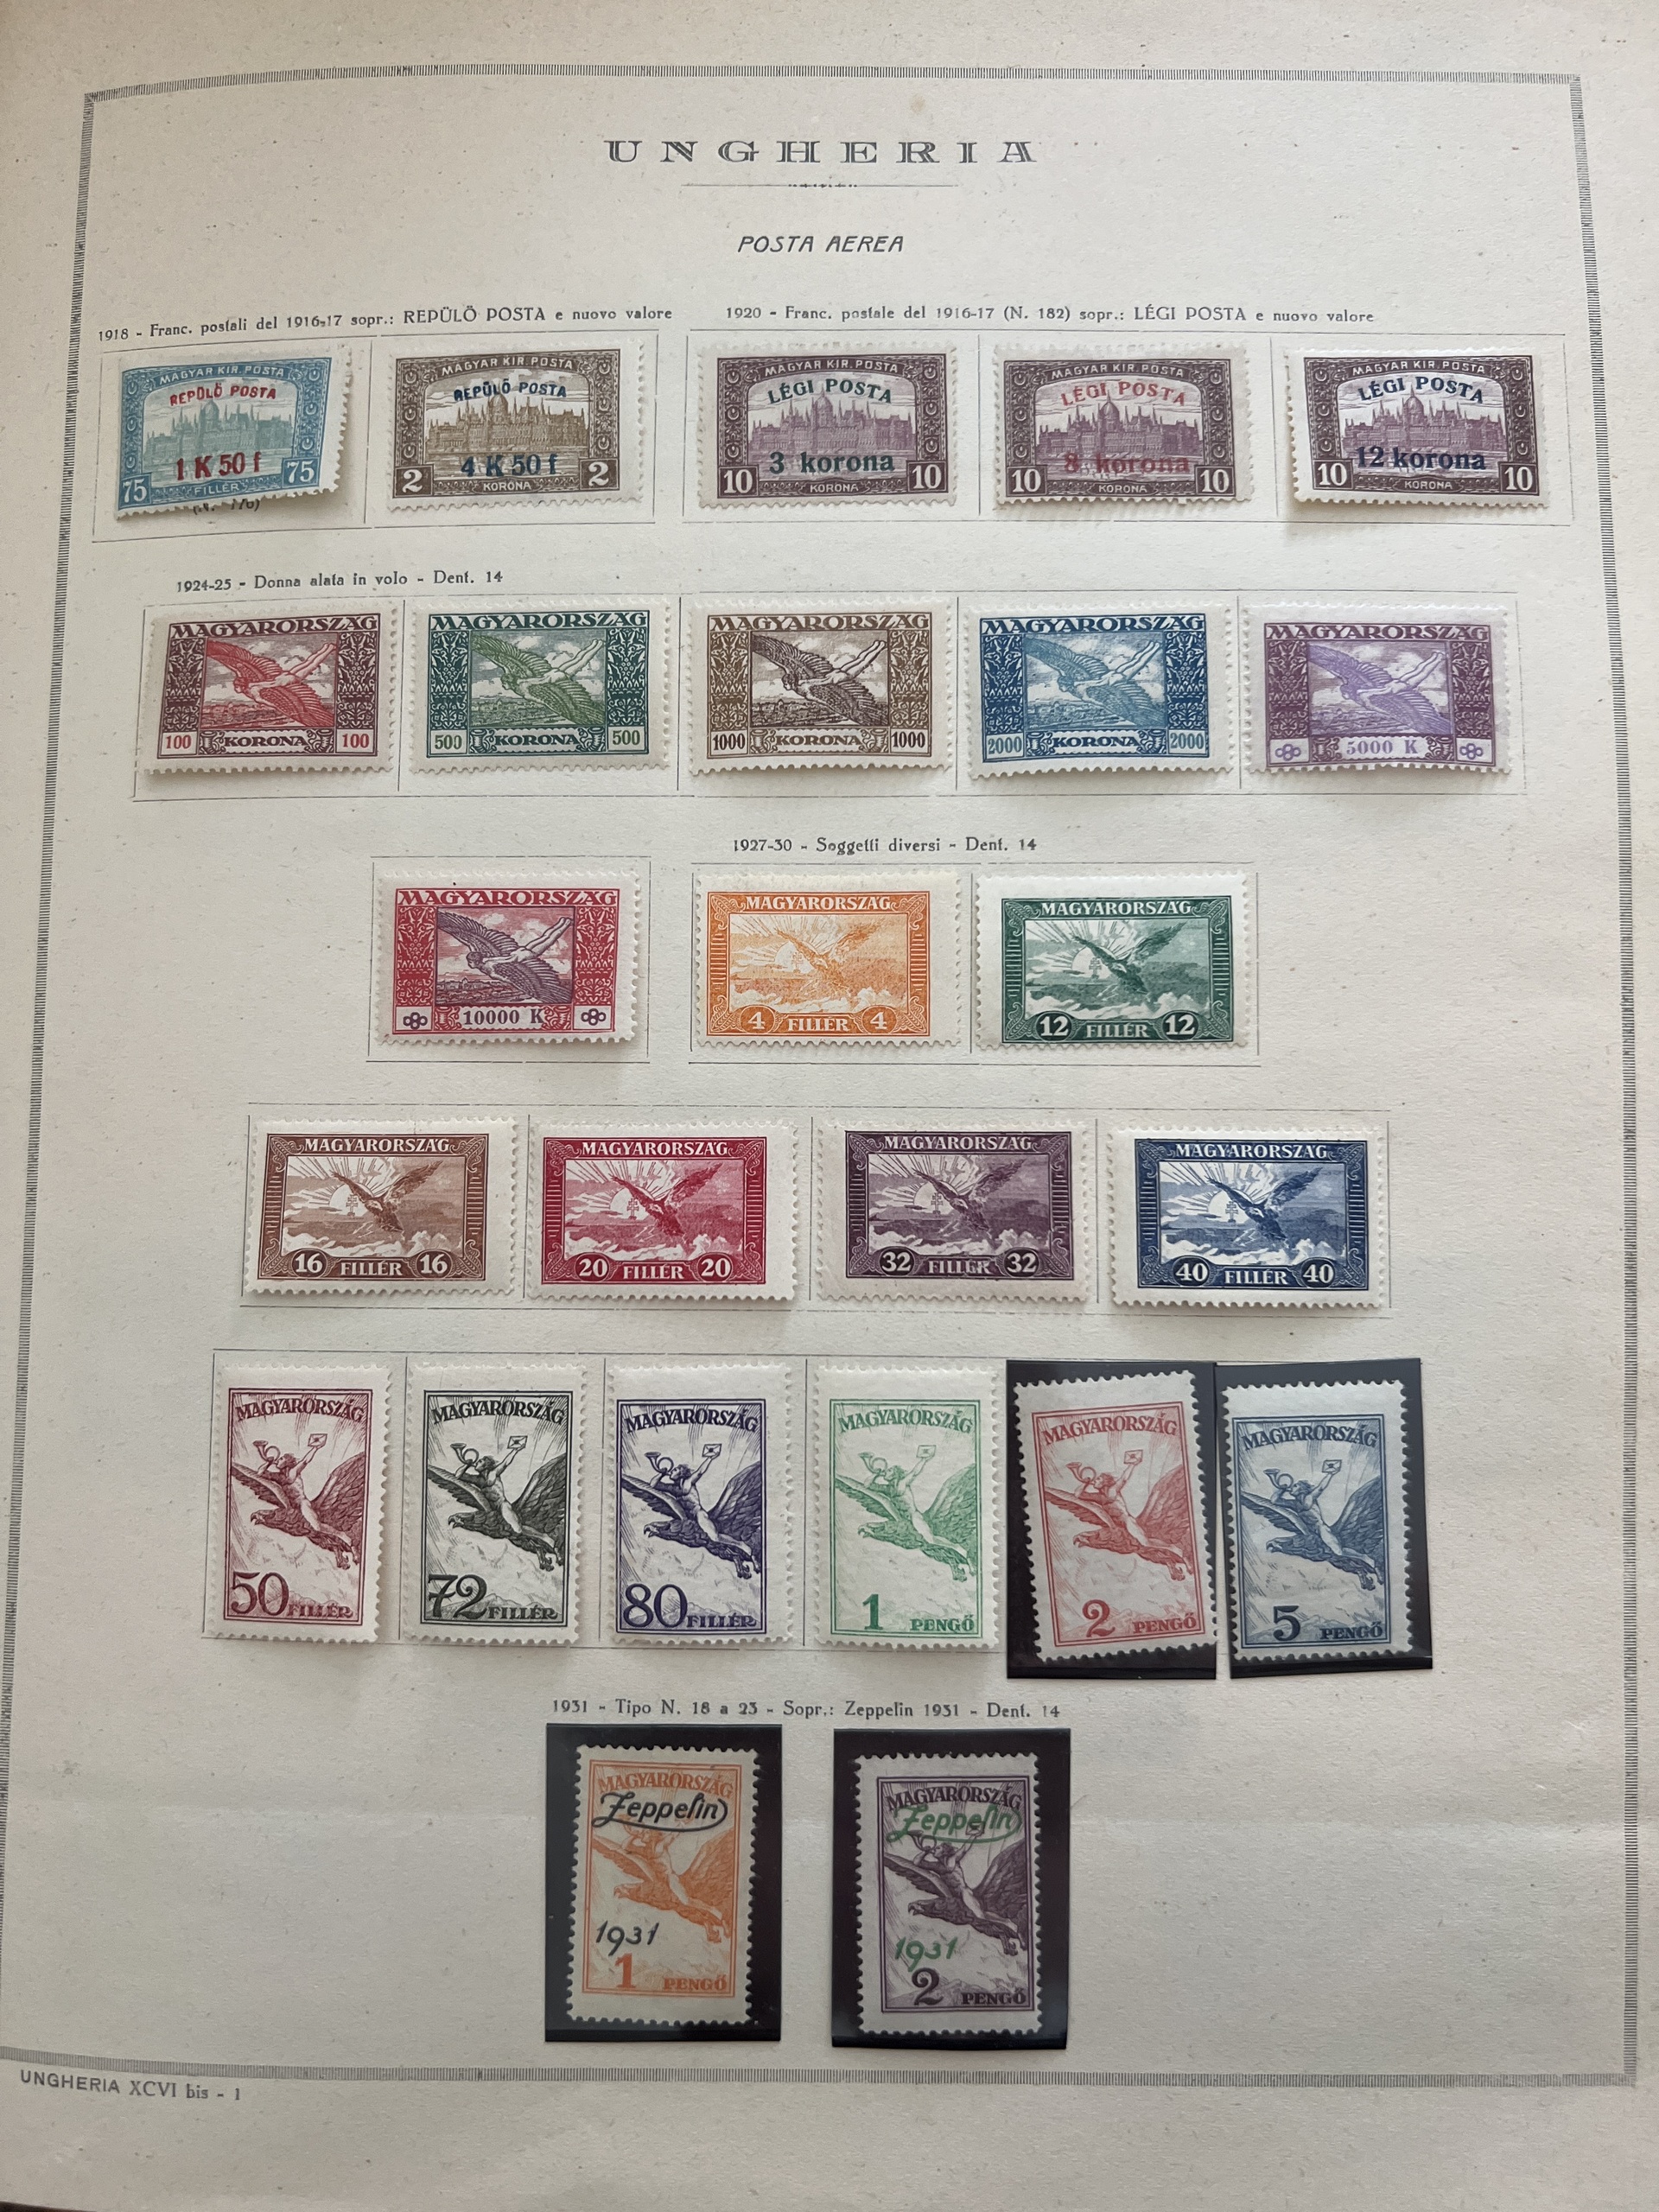 UNGHERIA
POSTA AEREA
1918 - Franc. postali del 1916-17 sopr.: REPÜLÖ POSTA e nuovo valore
1920 - Franc. postale del 1916-17 (N. 182) sopr.: LÉGI POSTA e nuovo valore
MAGYAR KIR. POSTA
REPÜLŐ POSTA
1 K 50 f
75 FILLÉR 75
(N. 176)
MAGYAR KIR. POSTA
REPÜLŐ POSTA
4 K 50 f
2 KORONA 2
MAGYAR KIR. POSTA
LÉGI POSTA
3 korona
10 KORONA 10
MAGYAR KIR. POSTA
LÉGI POSTA
8 korona
10 KORONA 10
MAGYAR KIR. POSTA
LÉGI POSTA
12 korona
10 KORONA 10
1924-25 - Donna alata in volo - Dent. 14
MAGYARORSZÁG
100 KORONA 100
MAGYARORSZÁG
500 KORONA 500
MAGYARORSZÁG
1000 KORONA 1000
MAGYARORSZÁG
2000 KORONA 2000
MAGYARORSZÁG
5000 K
1927-30 - Soggetti diversi - Dent. 14
MAGYARORSZÁG
10000 K
MAGYARORSZÁG
4 FILLÉR 4
MAGYARORSZÁG
12 FILLÉR 12
MAGYARORSZÁG
16 FILLÉR 16
MAGYARORSZÁG
20 FILLÉR 20
MAGYARORSZÁG
32 FILLÉR 32
MAGYARORSZÁG
40 FILLÉR 40
MAGYARORSZÁG
50 FILLÉR
MAGYARORSZÁG
72 FILLÉR
MAGYARORSZÁG
80 FILLÉR
MAGYARORSZÁG
1 PENGŐ
MAGYARORSZÁG
2 PENGŐ
MAGYARORSZÁG
5 PENGŐ
1931 - Tipo N. 18 a 23 - Sopr.: Zeppelin 1931 - Dent. 14
MAGYARORSZÁG
Zeppelin
1931
1 PENGŐ
MAGYARORSZÁG
Zeppelin
1931
2 PENGŐ
UNGHERIA XCVI bis - 1